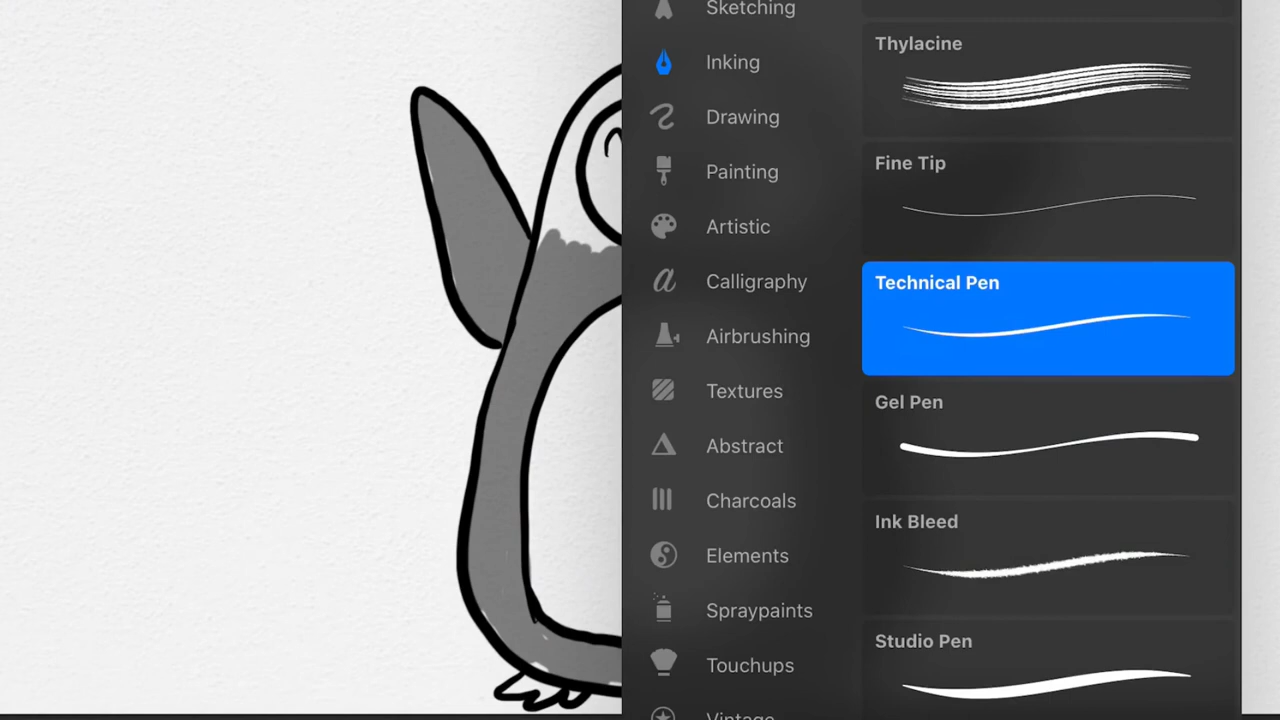 Sketching
Inking
Drawing
Painting
Artistic
Calligraphy
Airbrushing
Textures
Abstract
Charcoals
Elements
Spraypaints
Touchups
Vintage
Thylacine
Fine Tip
Technical Pen
Gel Pen
Ink Bleed
Studio Pen